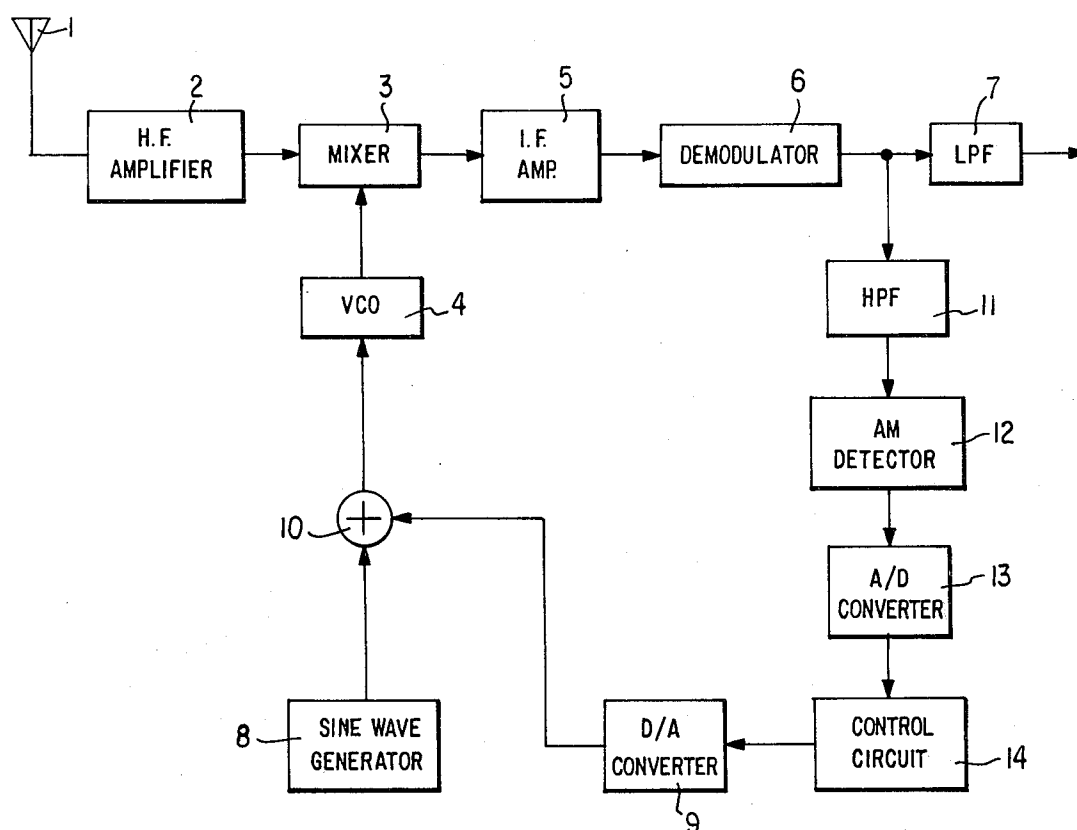 1
2
H.F.
AMPLIFIER
3
MIXER
5
I.F.
AMP.
6
DEMODULATOR
7
LPF
VCO
4
HPF
11
AM
DETECTOR
12
10
+
A/D
CONVERTER
13
8
SINE WAVE
GENERATOR
D/A
CONVERTER
9
CONTROL
CIRCUIT
14